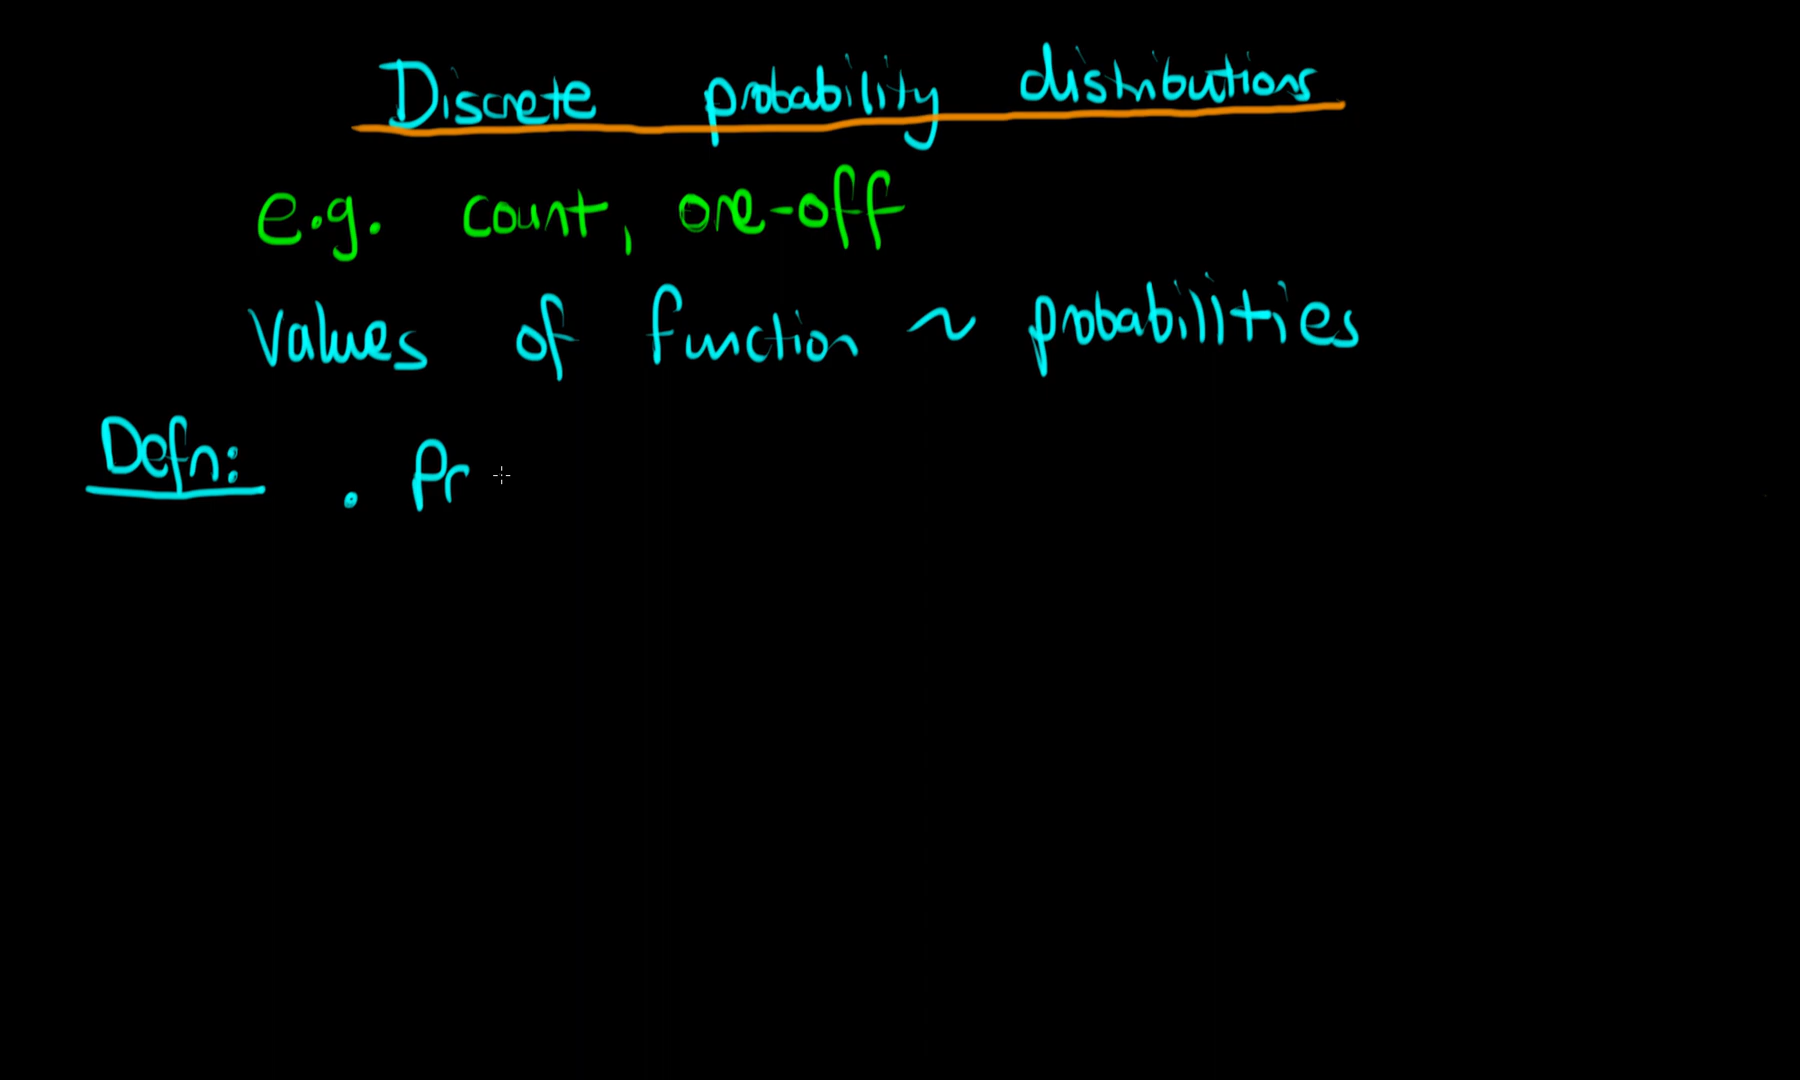 Discrete probability distributions
e.g. count, one-off
Values of function ~ probabilities
Defn: . Pr